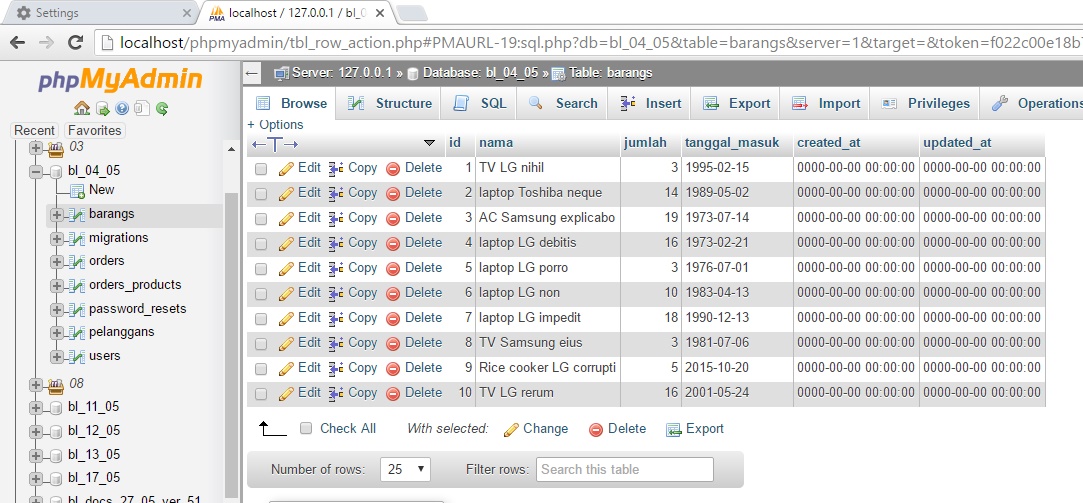 Settings
localhost / 127.0.0.1 / bl_0
localhost/phpmyadmin/tbl_row_action.php#PMAURL-19:sql.php?db=bl_04_05&table=barangs&server=1&target=&token=f022c00e18b7
phpMyAdmin
Recent Favorites
03
bl_04_05
New
barangs
migrations
orders
orders_products
password_resets
pelanggans
users
08
bl_11_05
bl_12_05
bl_13_05
bl_17_05
bl_docs_27_05_ver_51
Server: 127.0.0.1 » Database: bl_04_05 » Table: barangs
Browse Structure SQL Search Insert Export Import Privileges Operations
+ Options
id nama jumlah tanggal_masuk created_at updated_at
Edit Copy Delete 1 TV LG nihil 3 1995-02-15 0000-00-00 00:00:00 0000-00-00 00:00:00
Edit Copy Delete 2 laptop Toshiba neque 14 1989-05-02 0000-00-00 00:00:00 0000-00-00 00:00:00
Edit Copy Delete 3 AC Samsung explicabo 19 1973-07-14 0000-00-00 00:00:00 0000-00-00 00:00:00
Edit Copy Delete 4 laptop LG debitis 16 1973-02-21 0000-00-00 00:00:00 0000-00-00 00:00:00
Edit Copy Delete 5 laptop LG porro 3 1976-07-01 0000-00-00 00:00:00 0000-00-00 00:00:00
Edit Copy Delete 6 laptop LG non 10 1983-04-13 0000-00-00 00:00:00 0000-00-00 00:00:00
Edit Copy Delete 7 laptop LG impedit 18 1990-12-13 0000-00-00 00:00:00 0000-00-00 00:00:00
Edit Copy Delete 8 TV Samsung eius 3 1981-07-06 0000-00-00 00:00:00 0000-00-00 00:00:00
Edit Copy Delete 9 Rice cooker LG corrupti 5 2015-10-20 0000-00-00 00:00:00 0000-00-00 00:00:00
Edit Copy Delete 10 TV LG rerum 16 2001-05-24 0000-00-00 00:00:00 0000-00-00 00:00:00
Check All With selected: Change Delete Export
Number of rows: 25 Filter rows: Search this table